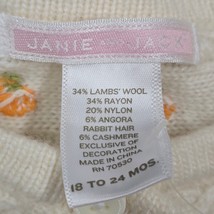 JANIE AND JACK
34% LAMBS' WOOL
34% RAYON
20% NYLON
6% ANGORA
RABBIT HAIR
6% CASHMERE
EXCLUSIVE OF
DECORATION
MADE IN CHINA
RN 70530
18 TO 24 MOS.